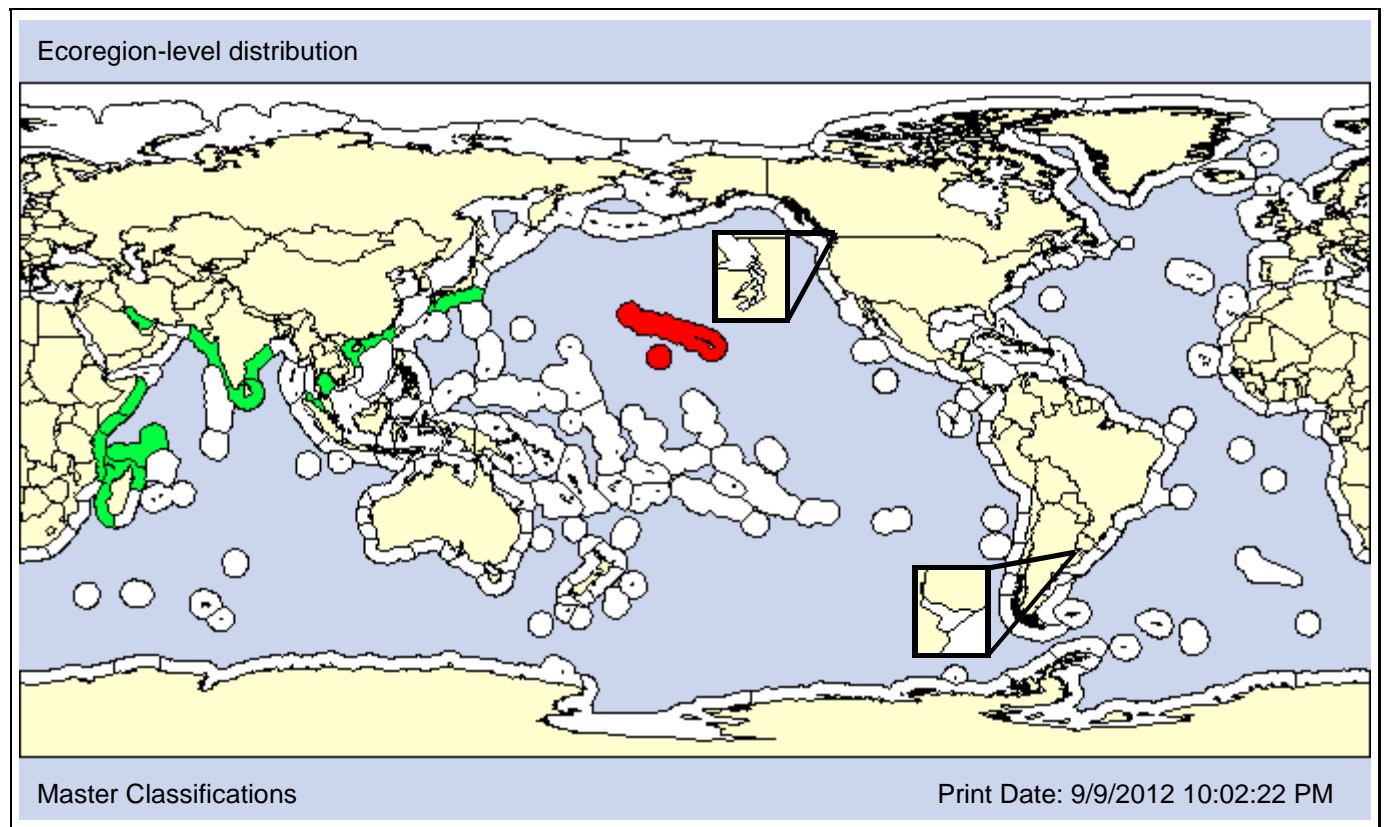 Ecoregion-level distribution
Master Classifications
Print Date: 9/9/2012 10:02:22 PM